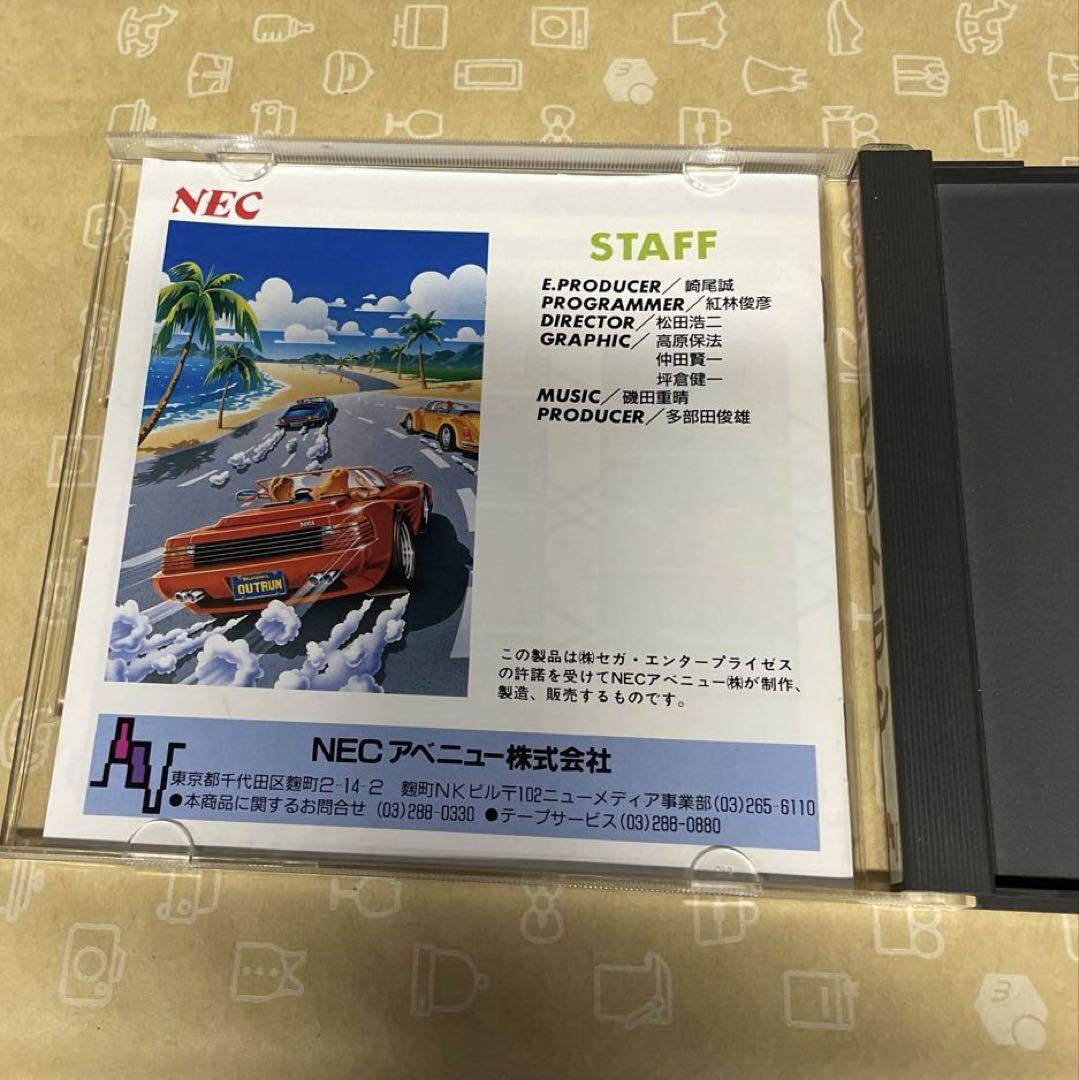 NEC
STAFF
E.PRODUCER／崎尾誠
PROGRAMMER／紅林俊彦
DIRECTOR／松田浩二
GRAPHIC／高原保法
仲田賢一
坪倉健一
MUSIC／磯田重晴
PRODUCER／多部田俊雄
SEGA
CALIFORNIA
OUTRUN
この製品は㈱セガ・エンタープライゼス
の許諾を受けてNECアベニュー㈱が制作、
製造、販売するものです。
NECアベニュー株式会社
東京都千代田区麹町2-14-2 麹町NKビル〒102ニューメディア事業部(03)265-6110
●本商品に関するお問合せ (03)288-0330 ●テープサービス(03)288-0880